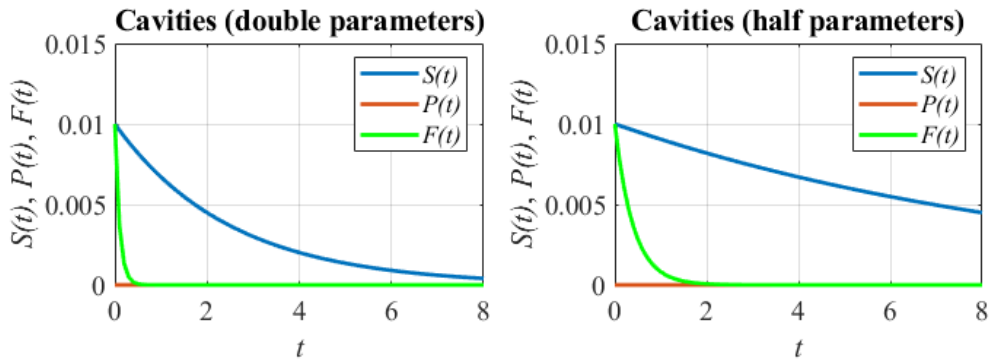 Cavities (double parameters)
S(t), P(t), F(t)
0.015
0.01
0.005
0
S(t)
P(t)
F(t)
0 2 4 6 8
t
Cavities (half parameters)
S(t), P(t), F(t)
0.015
0.01
0.005
0
S(t)
P(t)
F(t)
0 2 4 6 8
t